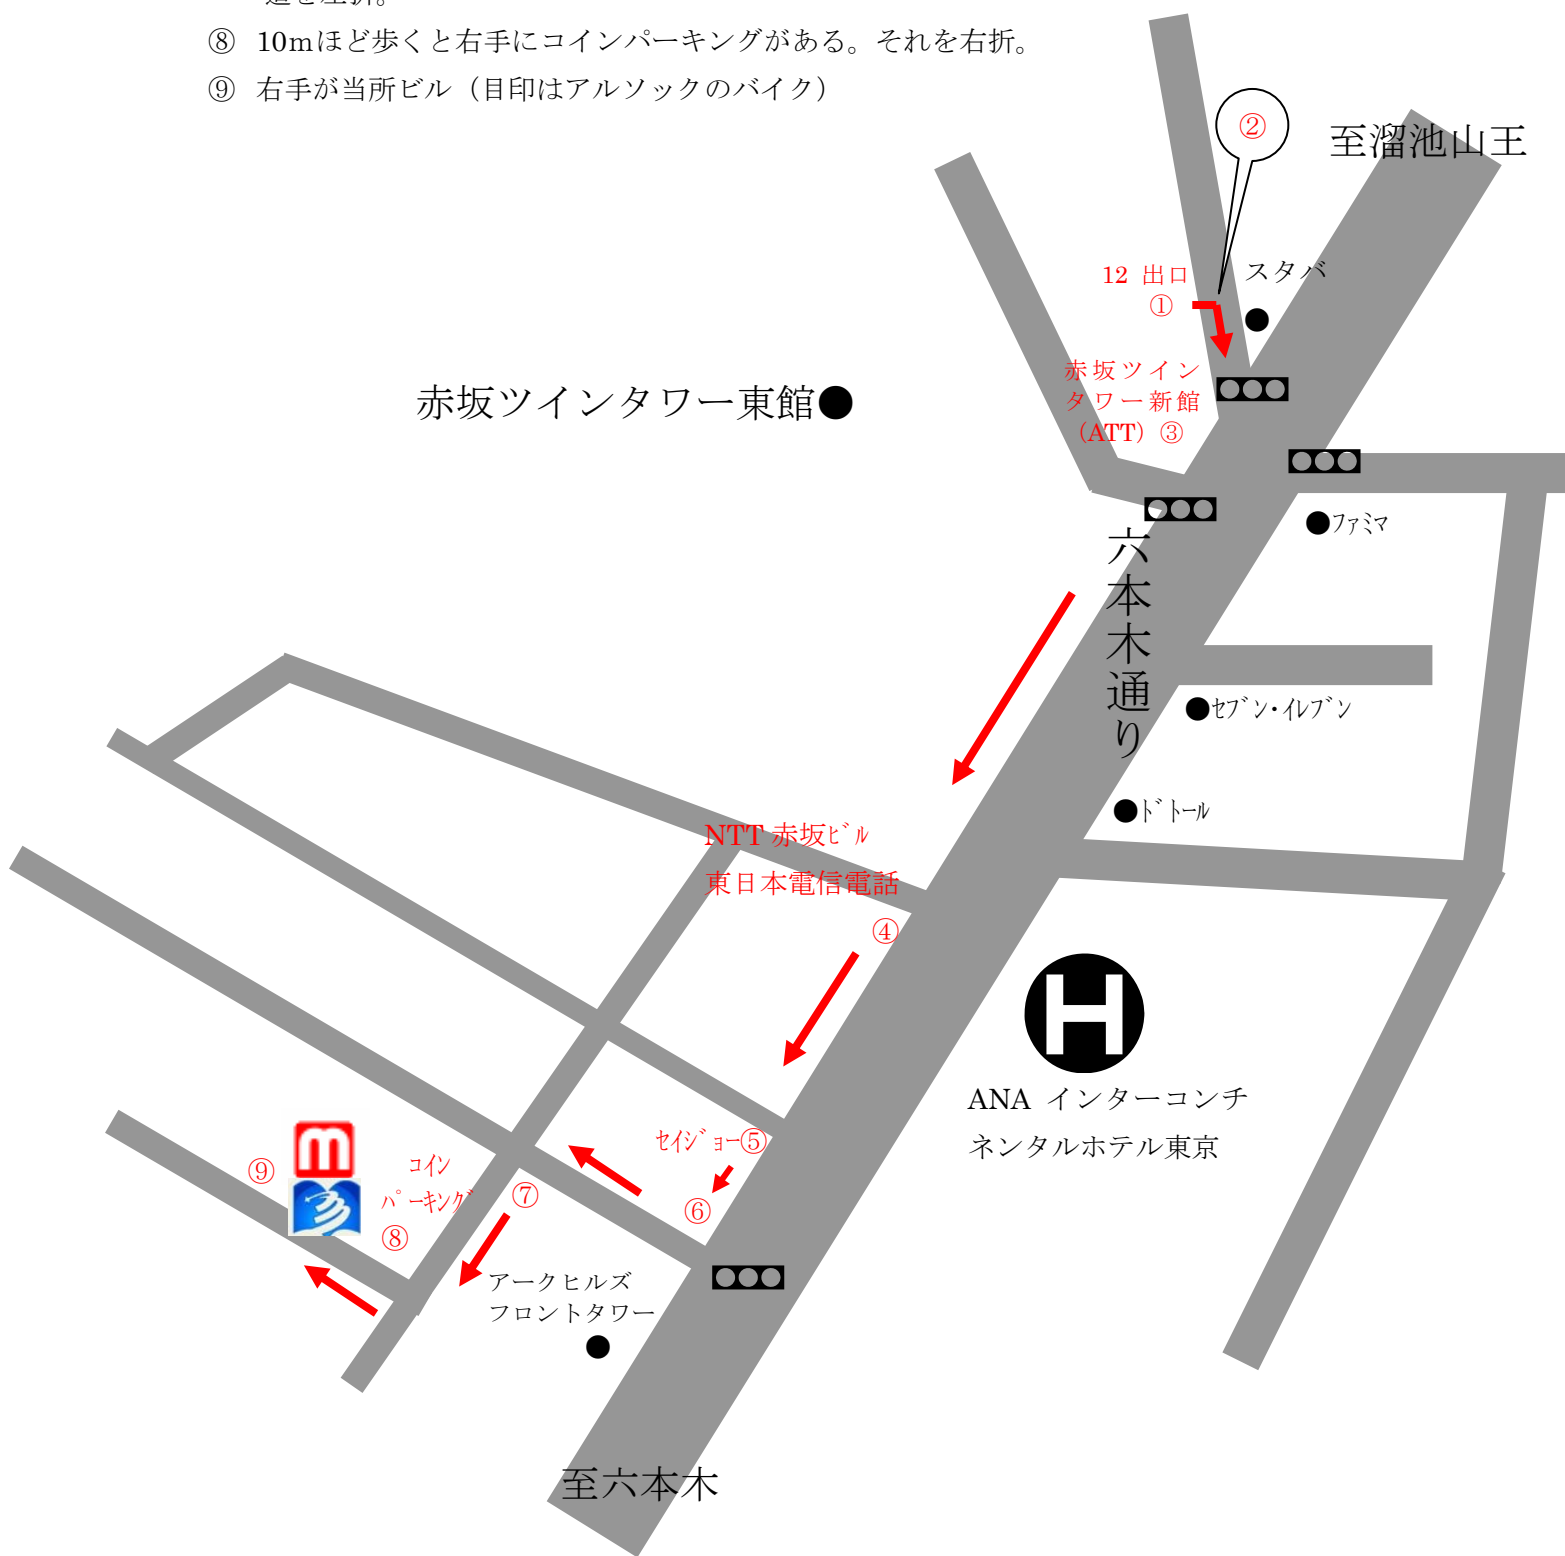 道を左折。
⑧ 10mほど歩くと右手にコインパーキングがある。それを右折。
⑨ 右手が当所ビル（目印はアルソックのバイク）
②
至溜池山王
12 出口
①
スタバ
赤坂ツイン
タワー新館
（ATT）③
赤坂ツインタワー東館●
●ファミマ
六本木通り
●セブン・イレブン
●ドトール
NTT 赤坂ビル
東日本電信電話
④
H
ANA インターコンチ
ネンタルホテル東京
セイジョー⑤
⑥
⑦
コイン
パーキング
⑧
⑨
m
アークヒルズ
フロントタワー
至六本木